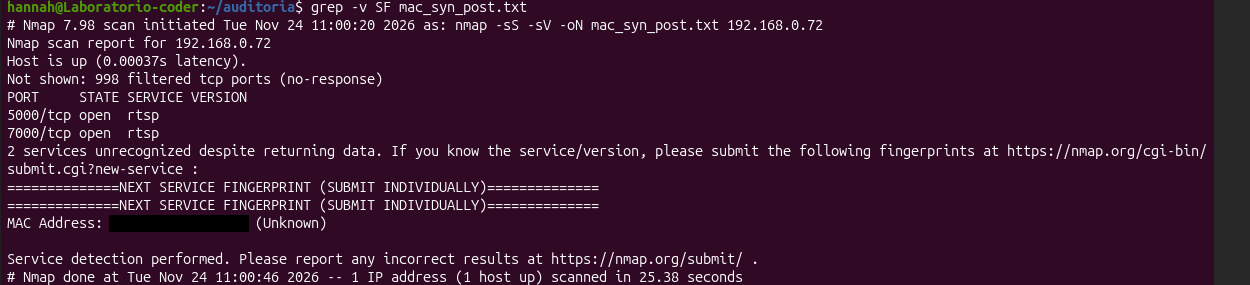 hannah@Laboratorio-coder:~/auditoria$ grep -v SF mac_syn_post.txt
# Nmap 7.98 scan initiated Tue Nov 24 11:00:20 2026 as: nmap -sS -sV -oN mac_syn_post.txt 192.168.0.72
Nmap scan report for 192.168.0.72
Host is up (0.00037s latency).
Not shown: 998 filtered tcp ports (no-response)
PORT     STATE SERVICE VERSION
5000/tcp open  rtsp
7000/tcp open  rtsp
2 services unrecognized despite returning data. If you know the service/version, please submit the following fingerprints at https://nmap.org/cgi-bin/
submit.cgi?new-service :
==============NEXT SERVICE FINGERPRINT (SUBMIT INDIVIDUALLY)==============
==============NEXT SERVICE FINGERPRINT (SUBMIT INDIVIDUALLY)==============
MAC Address: (Unknown)
Service detection performed. Please report any incorrect results at https://nmap.org/submit/ .
# Nmap done at Tue Nov 24 11:00:46 2026 -- 1 IP address (1 host up) scanned in 25.38 seconds